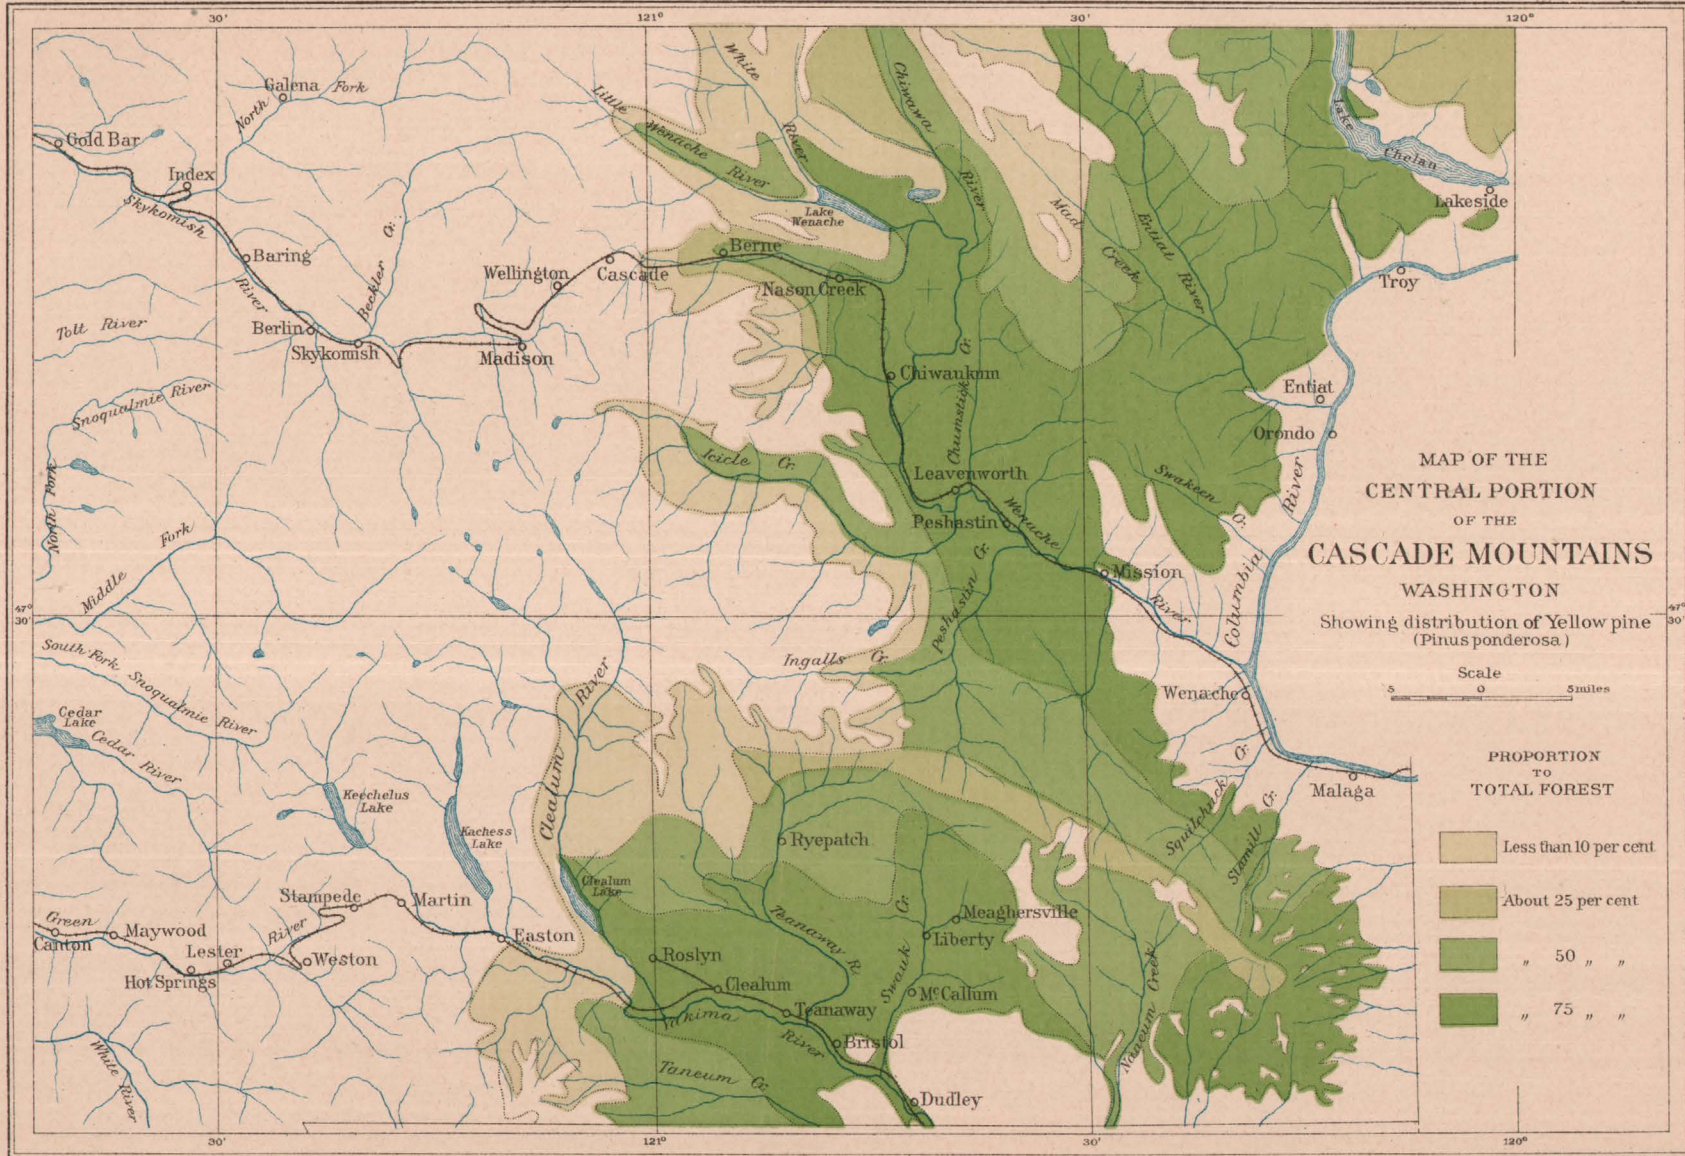 30'
121°
30'
120°
Galena
North Fork
Gold Bar
Index
Skykomish River
Baring
Beckler Cr.
Berlin
Skykomish
Tolt River
Wellington
Cascade
Madison
Snoqualmie River
North Fork
Middle Fork
47°
30'
South Fork Snoqualmie River
Cedar
Lake
Cedar River
Keechelus
Lake
Kachess
Lake
Stampede
Martin
Green River
Canton
Maywood
Lester
Hot Springs
Weston
Easton
White River
White River
Little Wenache River
Chiwawa River
Lake
Wenache
Berne
Nason Creek
Mad Creek
Entiat River
Lake Chelan
Lakeside
Troy
Chiwaukum
Chumstick Cr.
Entiat
Orondo
Icicle Cr.
Leavenworth
Peshastin
Wenache River
Swakeen Cr.
Columbia River
Mission
Peshastin Cr.
Ingalls Cr.
Wenache
Malaga
Squilchuck Cr.
Stamilt Cr.
Clealum River
Clealum
Lake
Ryepatch
Teanaway R.
Meaghersville
Liberty
Roslyn
Clealum
Swauk Cr.
McCallum
Teanaway
Yakima River
Bristol
Taneum Cr.
Naneum Creek
Dudley
MAP OF THE
CENTRAL PORTION
OF THE
CASCADE MOUNTAINS
WASHINGTON
Showing distribution of Yellow pine
(Pinus ponderosa)
47°
30'
Scale
5 0 5 miles
PROPORTION
TO
TOTAL FOREST
Less than 10 per cent
About 25 per cent
„ 50 „ „
„ 75 „ „
30'
121°
30'
120°